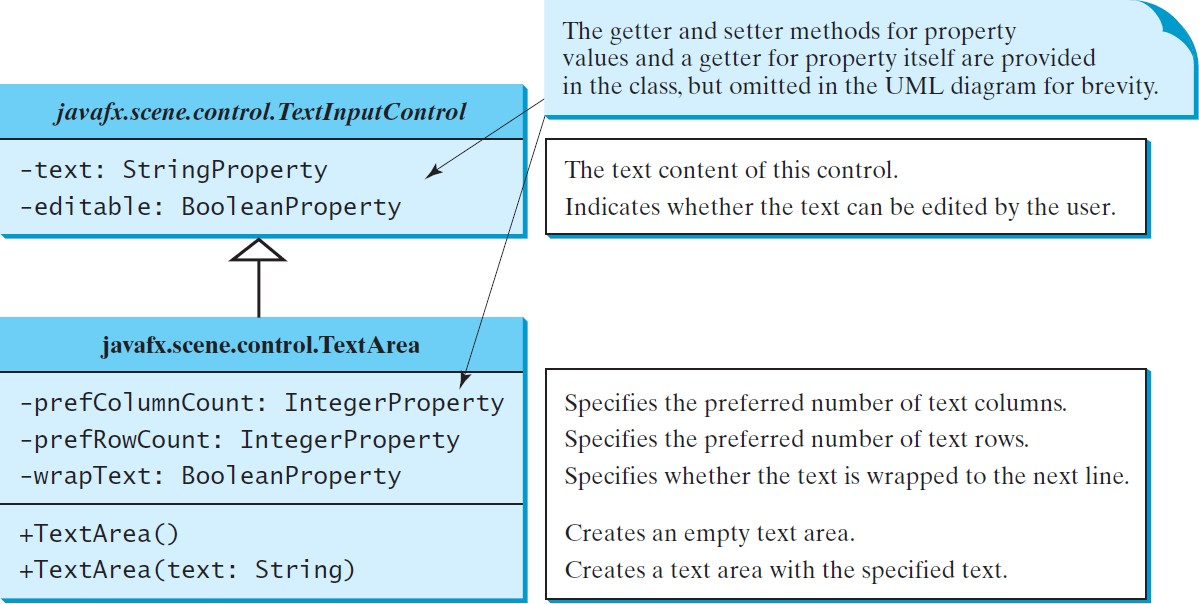 The getter and setter methods for property
values and a getter for property itself are provided
in the class, but omitted in the UML diagram for brevity.
javafx.scene.control.TextInputControl
-text: StringProperty
-editable: BooleanProperty
The text content of this control.
Indicates whether the text can be edited by the user.
javafx.scene.control.TextArea
-prefColumnCount: IntegerProperty
-prefRowCount: IntegerProperty
-wrapText: BooleanProperty
+TextArea()
+TextArea(text: String)
Specifies the preferred number of text columns.
Specifies the preferred number of text rows.
Specifies whether the text is wrapped to the next line.
Creates an empty text area.
Creates a text area with the specified text.